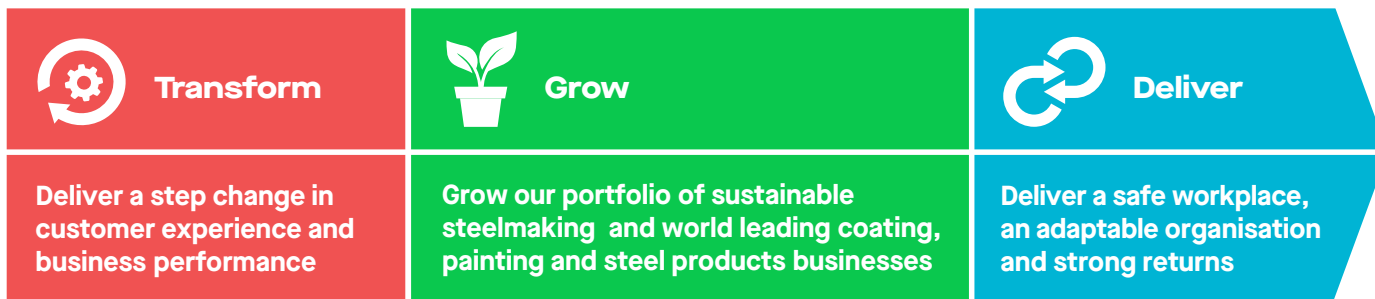 Transform
Deliver a step change in
customer experience and
business performance
Grow
Grow our portfolio of sustainable
steelmaking  and world leading coating,
painting and steel products businesses
Deliver
Deliver a safe workplace,
an adaptable organisation
and strong returns